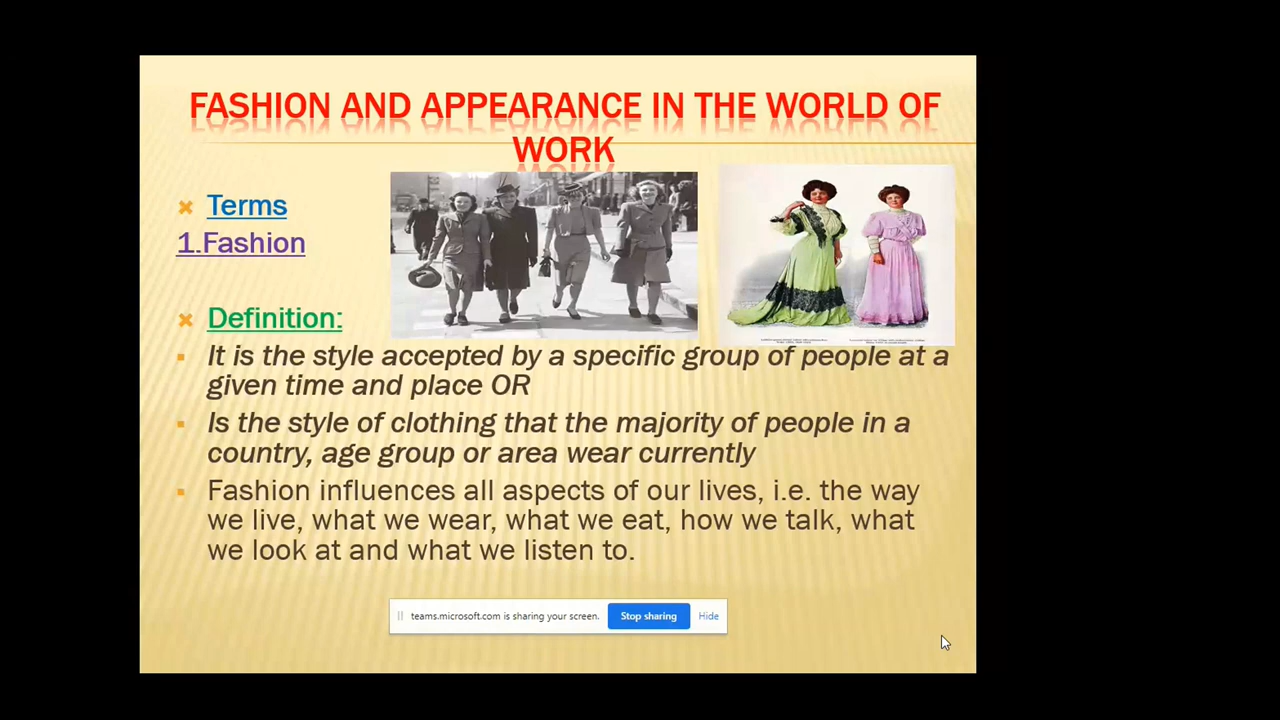 FASHION AND APPEARANCE IN THE WORLD OF
WORK
Terms
1.Fashion
Definition:
It is the style accepted by a specific group of people at a
given time and place OR
Is the style of clothing that the majority of people in a
country, age group or area wear currently
Fashion influences all aspects of our lives, i.e. the way
we live, what we wear, what we eat, how we talk, what
we look at and what we listen to.
teams.microsoft.com is sharing your screen.
Stop sharing
Hide